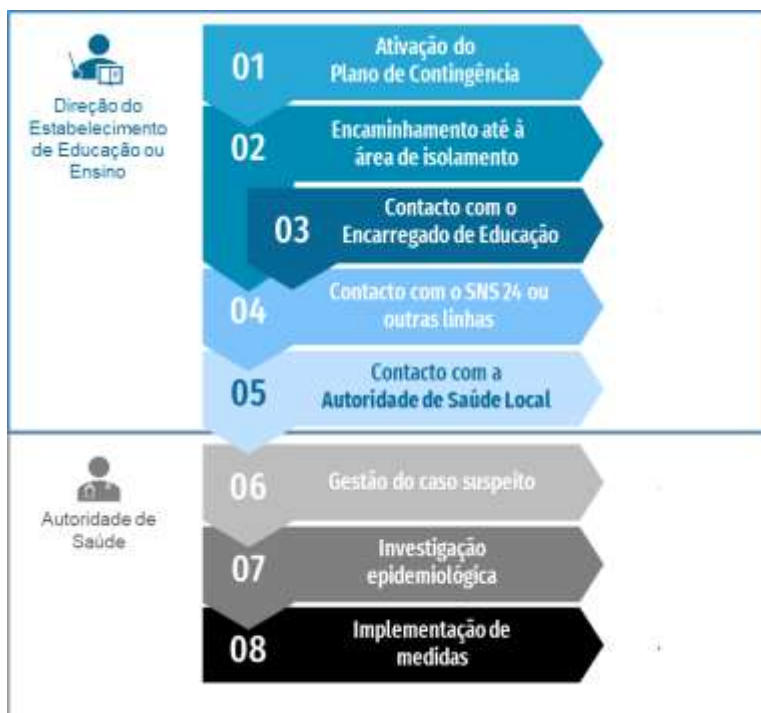 Direção do
Estabelecimento
de Educação ou
Ensino
01
Ativação do
Plano de Contingência
02
Encaminhamento até à
área de isolamento
03
Contacto com o
Encarregado de Educação
04
Contacto com o SNS 24 ou
outras linhas
05
Contacto com a
Autoridade de Saúde Local
Autoridade de
Saúde
06
Gestão do caso suspeito
07
Investigação
epidemiológica
08
Implementação de
medidas